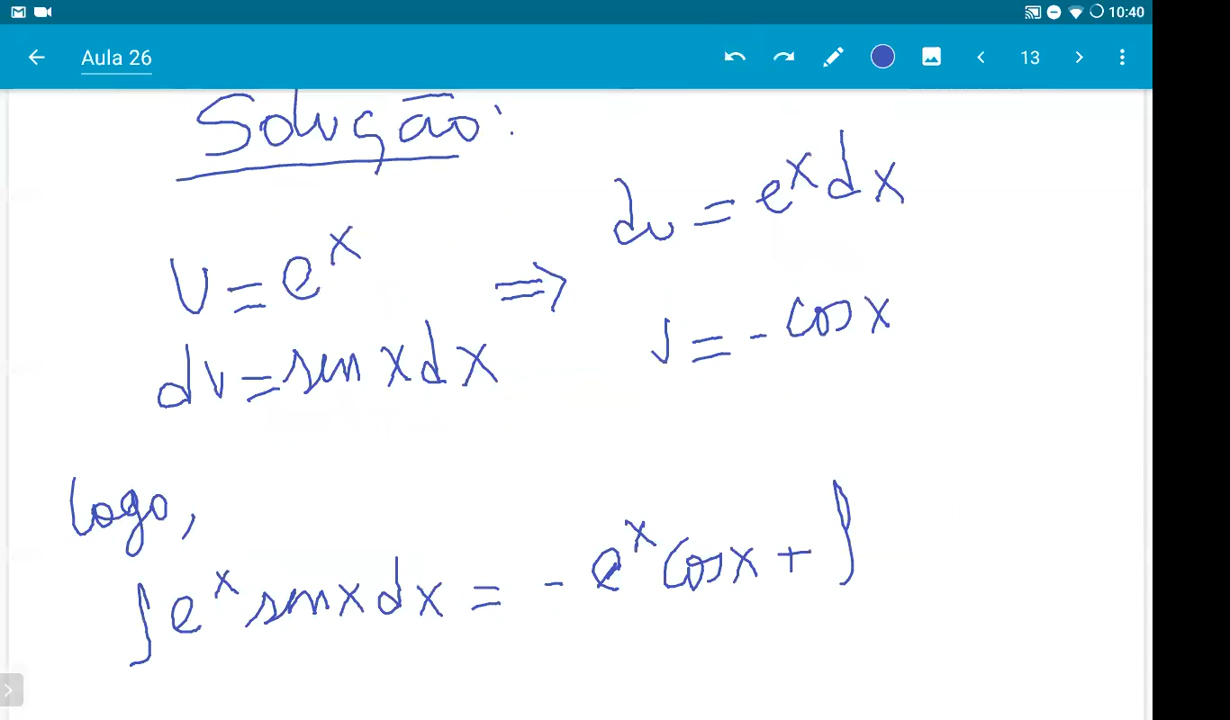 10:40
Aula 26
13
Solução:
U = e^x ⇒ du = e^x dx
dv = sen x dx
v = - cos x
logo,
∫ e^x sen x dx = - e^x cos x + ∫